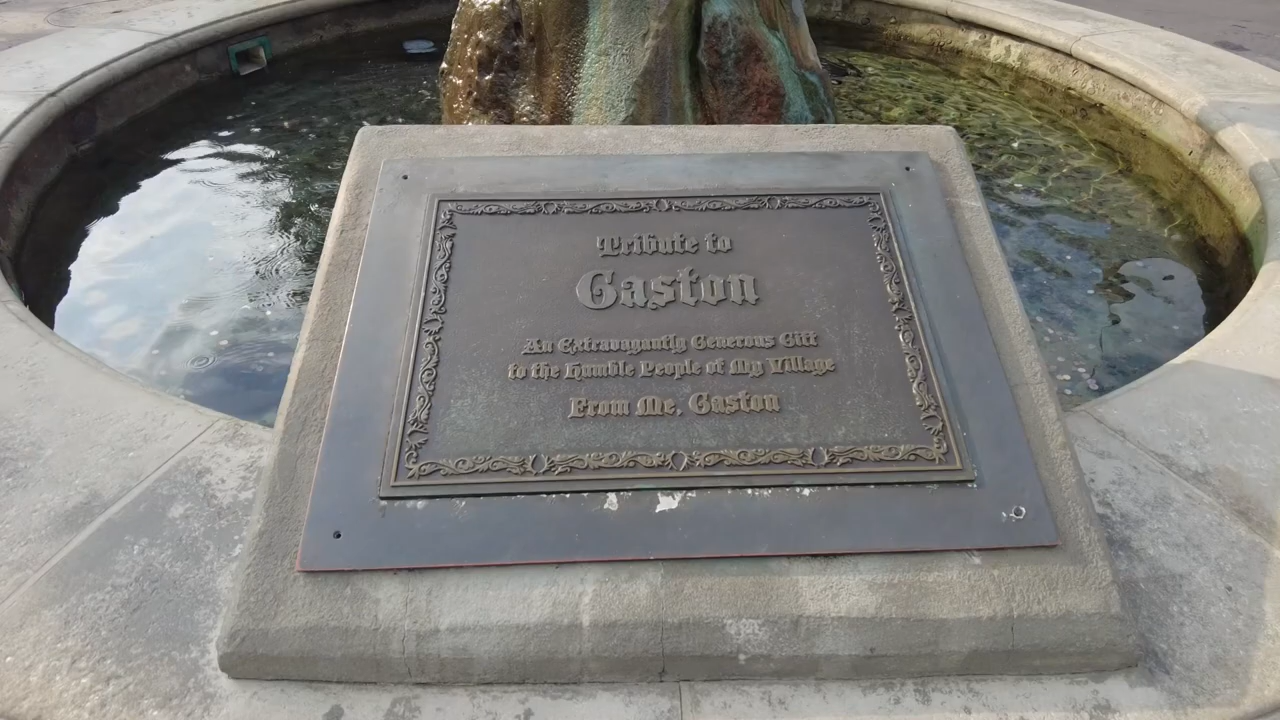 Tribute to
Gaston
An Extravagantly Generous Gift
to the Humble People of My Village
From Me, Gaston